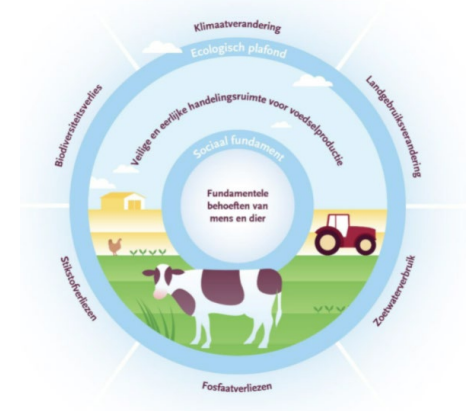 Klimaatverandering
Ecologisch plafond
Biodiversiteitsverlies
Landgebruiksverandering
Veilige en eerlijke handelingsruimte voor voedselproductie
Sociaal fundament
Fundamentele
behoeften van
mens en dier
Stikstofverliezen
Zoetwaterverbruik
Fosfaatverliezen